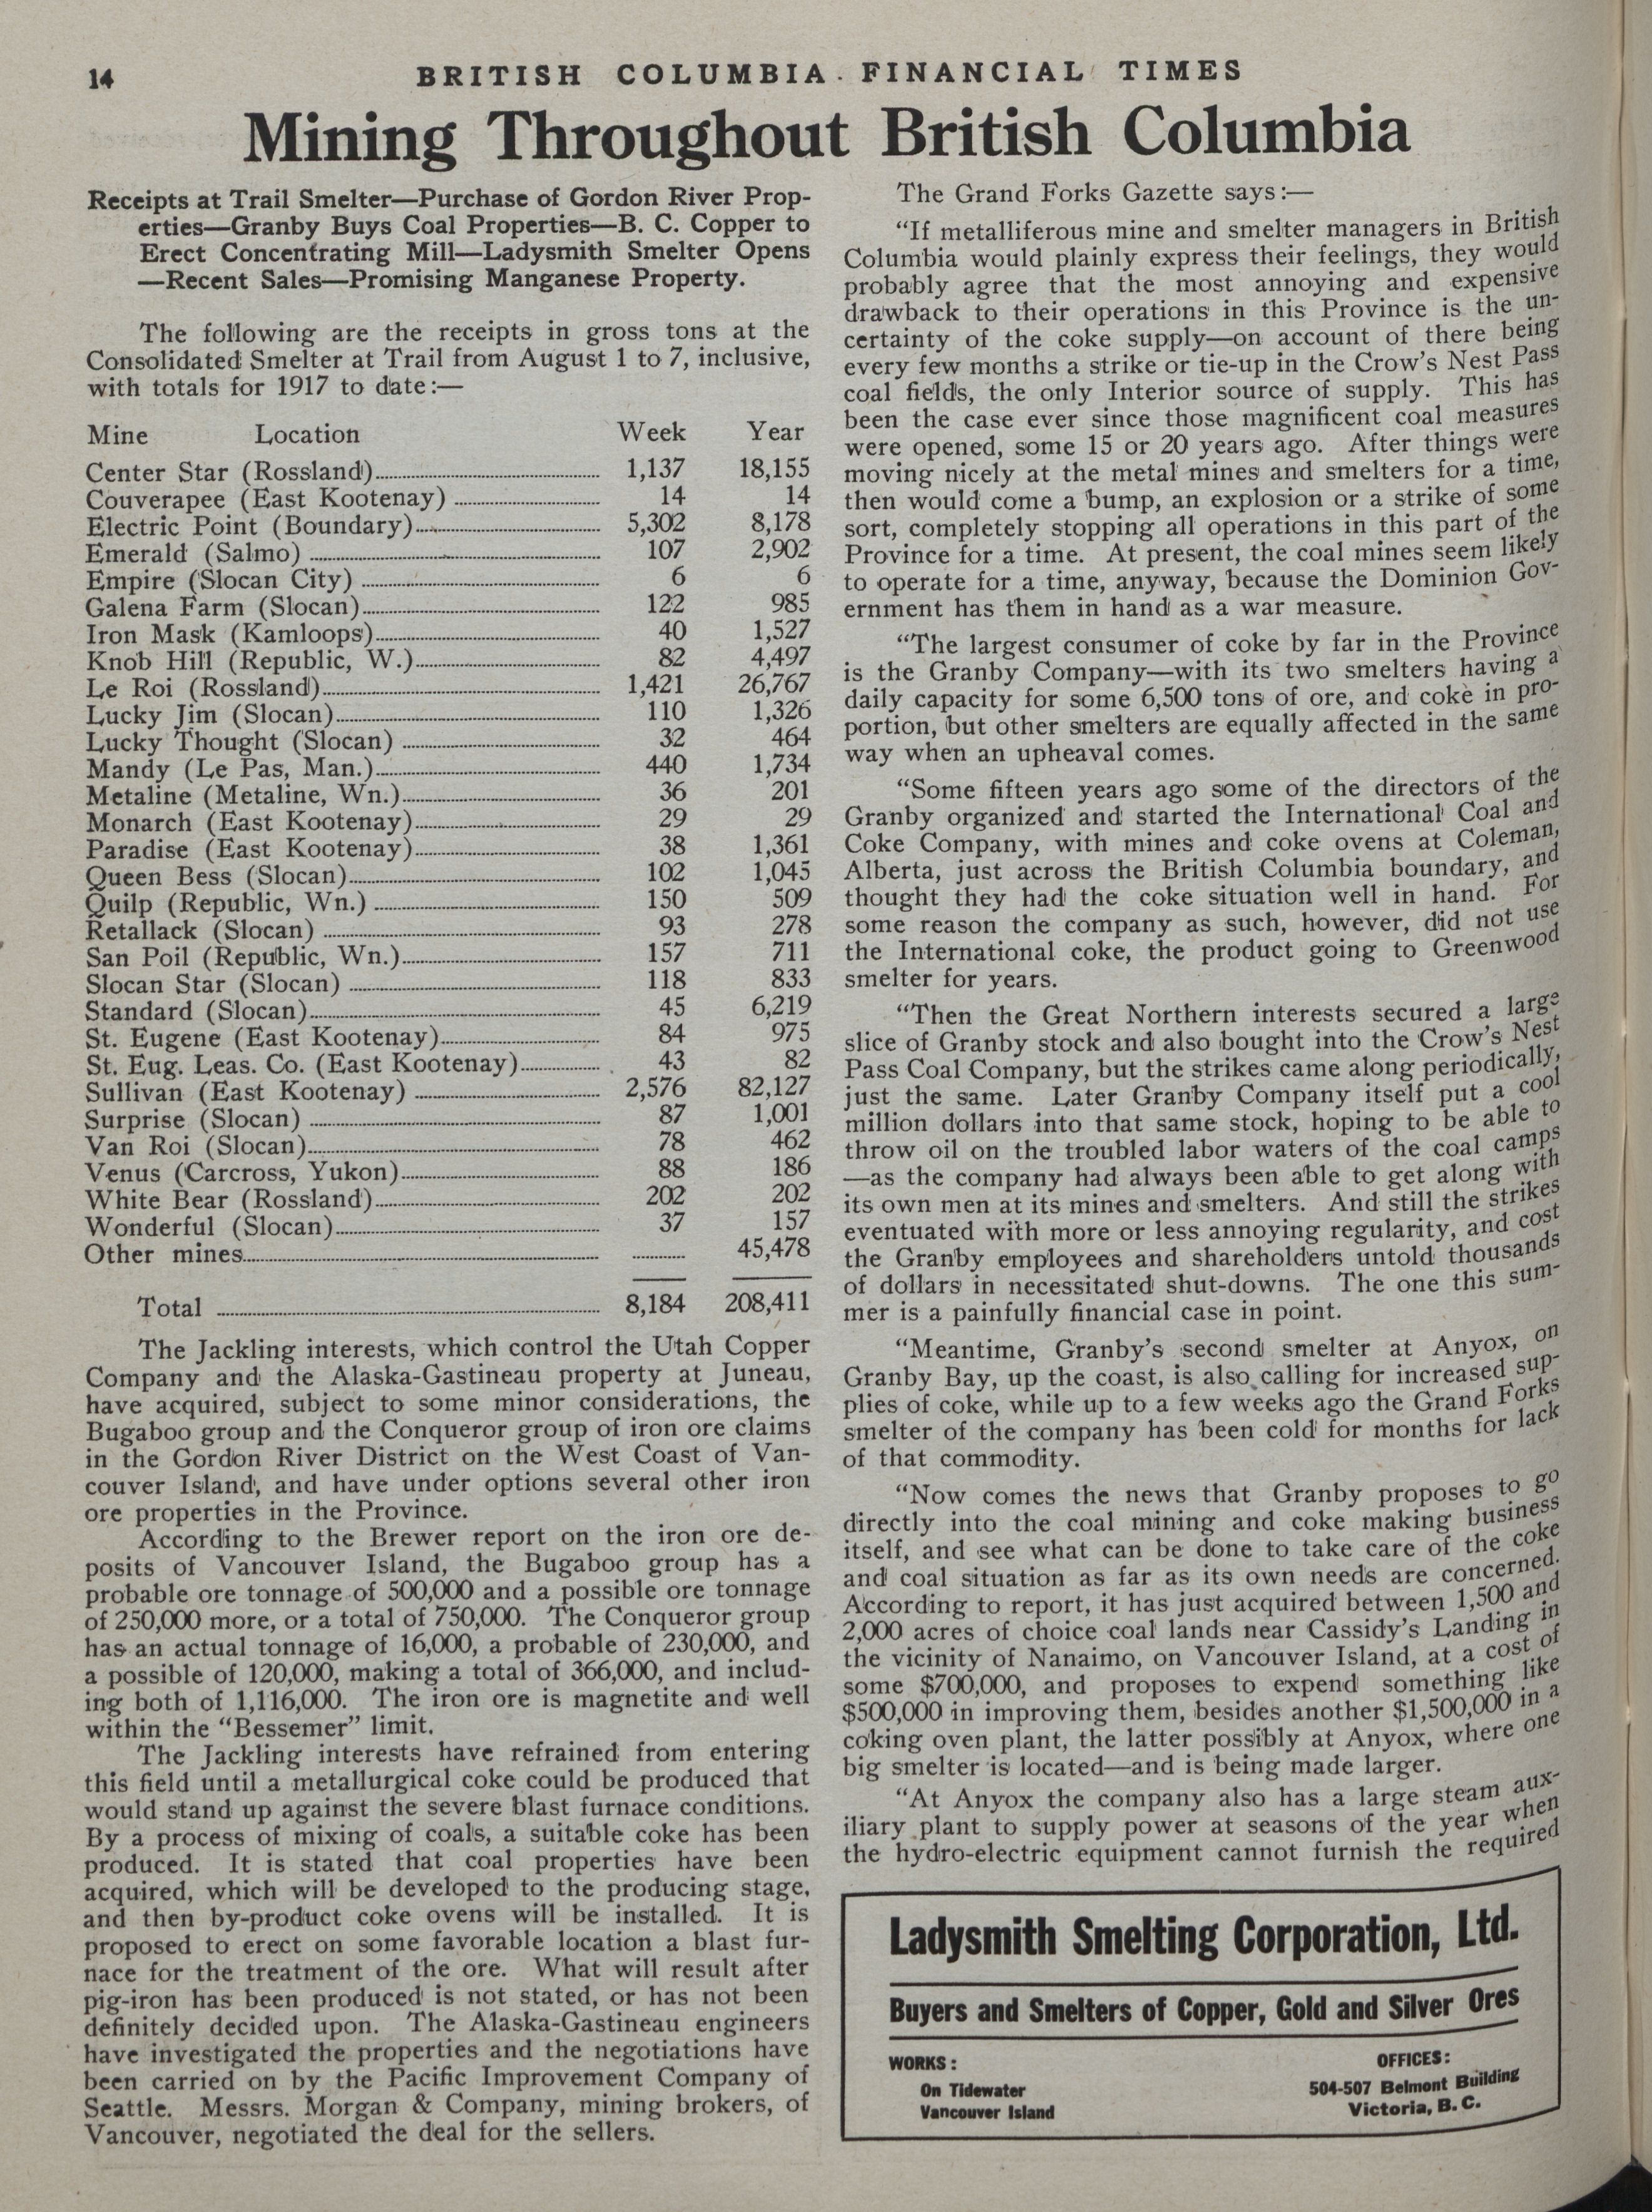 14
BRITISH COLUMBIA FINANCIAL TIMES
Mining Throughout British Columbia
Receipts at Trail Smelter—Purchase of Gordon River Prop-
erties—Granby Buys Coal Properties—B. C. Copper to
Erect Concentrating Mill—Ladysmith Smelter Opens
—Recent Sales—Promising Manganese Property.
The following are the receipts in gross tons at the
Consolidated Smelter at Trail from August 1 to 7, inclusive,
with totals for 1917 to date:—
Mine Location Week Year
Center Star (Rossland) 1,137 18,155
Couverapee (East Kootenay) 14 14
Electric Point (Boundary) 5,302 8,178
Emerald (Salmo) 107 2,902
Empire (Slocan City) 6 6
Galena Farm (Slocan) 122 985
Iron Mask (Kamloops) 40 1,527
Knob Hill (Republic, W.) 82 4,497
Le Roi (Rossland) 1,421 26,767
Lucky Jim (Slocan) 110 1,326
Lucky Thought (Slocan) 32 464
Mandy (Le Pas, Man.) 440 1,734
Metaline (Metaline, Wn.) 36 201
Monarch (East Kootenay) 29 29
Paradise (East Kootenay) 38 1,361
Queen Bess (Slocan) 102 1,045
Quilp (Republic, Wn.) 150 509
Retallack (Slocan) 93 278
San Poil (Republic, Wn.) 157 711
Slocan Star (Slocan) 118 833
Standard (Slocan) 45 6,219
St. Eugene (East Kootenay) 84 975
St. Eug. Leas. Co. (East Kootenay) 43 82
Sullivan (East Kootenay) 2,576 82,127
Surprise (Slocan) 87 1,001
Van Roi (Slocan) 78 462
Venus (Carcross, Yukon) 88 186
White Bear (Rossland) 202 202
Wonderful (Slocan) 37 157
Other mines 45,478
Total 8,184 208,411
The Jackling interests, which control the Utah Copper
Company and the Alaska-Gastineau property at Juneau,
have acquired, subject to some minor considerations, the
Bugaboo group and the Conqueror group of iron ore claims
in the Gordon River District on the West Coast of Van-
couver Island, and have under options several other iron
ore properties in the Province.
According to the Brewer report on the iron ore de-
posits of Vancouver Island, the Bugaboo group has a
probable ore tonnage of 500,000 and a possible ore tonnage
of 250,000 more, or a total of 750,000. The Conqueror group
has an actual tonnage of 16,000, a probable of 230,000, and
a possible of 120,000, making a total of 366,000, and includ-
ing both of 1,116,000. The iron ore is magnetite and well
within the "Bessemer" limit.
The Jackling interests have refrained from entering
this field until a metallurgical coke could be produced that
would stand up against the severe blast furnace conditions.
By a process of mixing of coals, a suitable coke has been
produced. It is stated that coal properties have been
acquired, which will be developed to the producing stage,
and then by-product coke ovens will be installed. It is
proposed to erect on some favorable location a blast fur-
nace for the treatment of the ore. What will result after
pig-iron has been produced is not stated, or has not been
definitely decided upon. The Alaska-Gastineau engineers
have investigated the properties and the negotiations have
been carried on by the Pacific Improvement Company of
Seattle. Messrs. Morgan & Company, mining brokers, of
Vancouver, negotiated the deal for the sellers.
The Grand Forks Gazette says:—
"If metalliferous mine and smelter managers in British
Columbia would plainly express their feelings, they would
probably agree that the most annoying and expensive
drawback to their operations in this Province is the un-
certainty of the coke supply—on account of there being
every few months a strike or tie-up in the Crow's Nest Pass
coal fields, the only Interior source of supply. This has
been the case ever since those magnificent coal measures
were opened, some 15 or 20 years ago. After things were
moving nicely at the metal mines and smelters for a time,
then would come a bump, an explosion or a strike of some
sort, completely stopping all operations in this part of the
Province for a time. At present, the coal mines seem likely
to operate for a time, anyway, because the Dominion Gov-
ernment has them in hand as a war measure.
"The largest consumer of coke by far in the Province
is the Granby Company—with its two smelters having a
daily capacity for some 6,500 tons of ore, and coke in pro-
portion, but other smelters are equally affected in the same
way when an upheaval comes.
"Some fifteen years ago some of the directors of the
Granby organized and started the International Coal and
Coke Company, with mines and coke ovens at Coleman,
Alberta, just across the British Columbia boundary, and
thought they had the coke situation well in hand. For
some reason the company as such, however, did not use
the International coke, the product going to Greenwood
smelter for years.
"Then the Great Northern interests secured a large
slice of Granby stock and also bought into the Crow's Nest
Pass Coal Company, but the strikes came along periodically,
just the same. Later Granby Company itself put a cool
million dollars into that same stock, hoping to be able to
throw oil on the troubled labor waters of the coal camps
—as the company had always been able to get along with
its own men at its mines and smelters. And still the strikes
eventuated with more or less annoying regularity, and cost
the Granby employees and shareholders untold thousands
of dollars in necessitated shut-downs. The one this sum-
mer is a painfully financial case in point.
"Meantime, Granby's second smelter at Anyox, on
Granby Bay, up the coast, is also calling for increased sup-
plies of coke, while up to a few weeks ago the Grand Forks
smelter of the company has been cold for months for lack
of that commodity.
"Now comes the news that Granby proposes to go
directly into the coal mining and coke making business
itself, and see what can be done to take care of the coke
and coal situation as far as its own needs are concerned.
According to report, it has just acquired between 1,500 and
2,000 acres of choice coal lands near Cassidy's Landing in
the vicinity of Nanaimo, on Vancouver Island, at a cost of
some $700,000, and proposes to expend something like
$500,000 in improving them, besides another $1,500,000 in a
coking oven plant, the latter possibly at Anyox, where one
big smelter is located—and is being made larger.
"At Anyox the company also has a large steam aux-
iliary plant to supply power at seasons of the year when
the hydro-electric equipment cannot furnish the required
Ladysmith Smelting Corporation, Ltd.
Buyers and Smelters of Copper, Gold and Silver Ores
WORKS:
On Tidewater
Vancouver Island
OFFICES:
504-507 Belmont Building
Victoria, B. C.